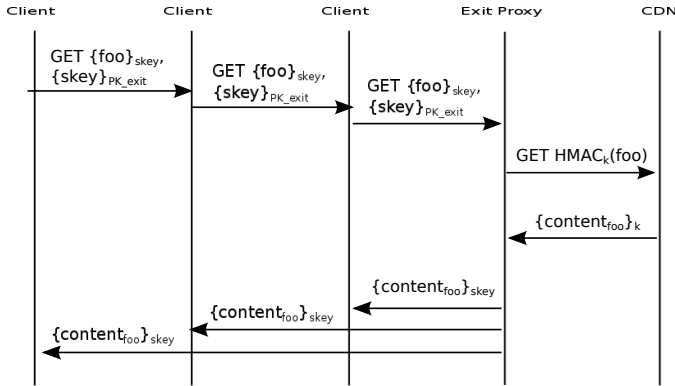 Client Client Client Exit Proxy CDN
GET {foo}skey,
{skey}PK_exit
GET {foo}skey,
{skey}PK_exit
GET {foo}skey,
{skey}PK_exit
GET HMACk(foo)
{contentfoo}k
{contentfoo}skey
{contentfoo}skey
{contentfoo}skey